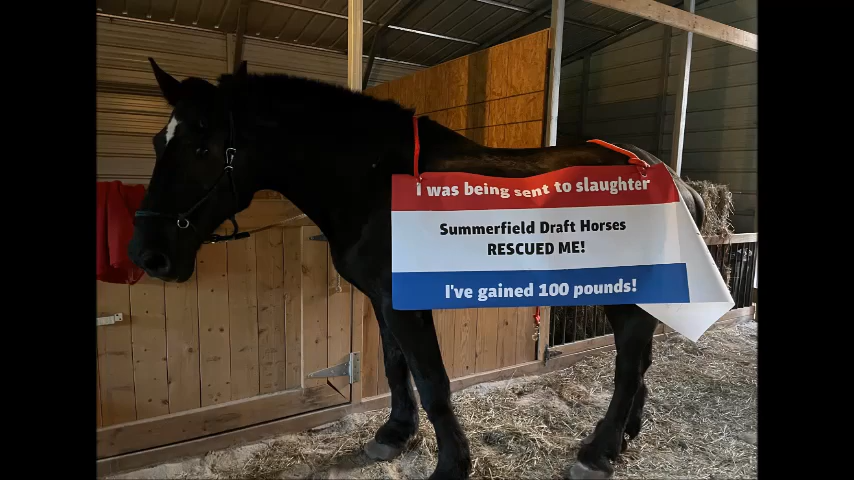 I was being sent to slaughter
Summerfield Draft Horses
RESCUED ME!
I've gained 100 pounds!